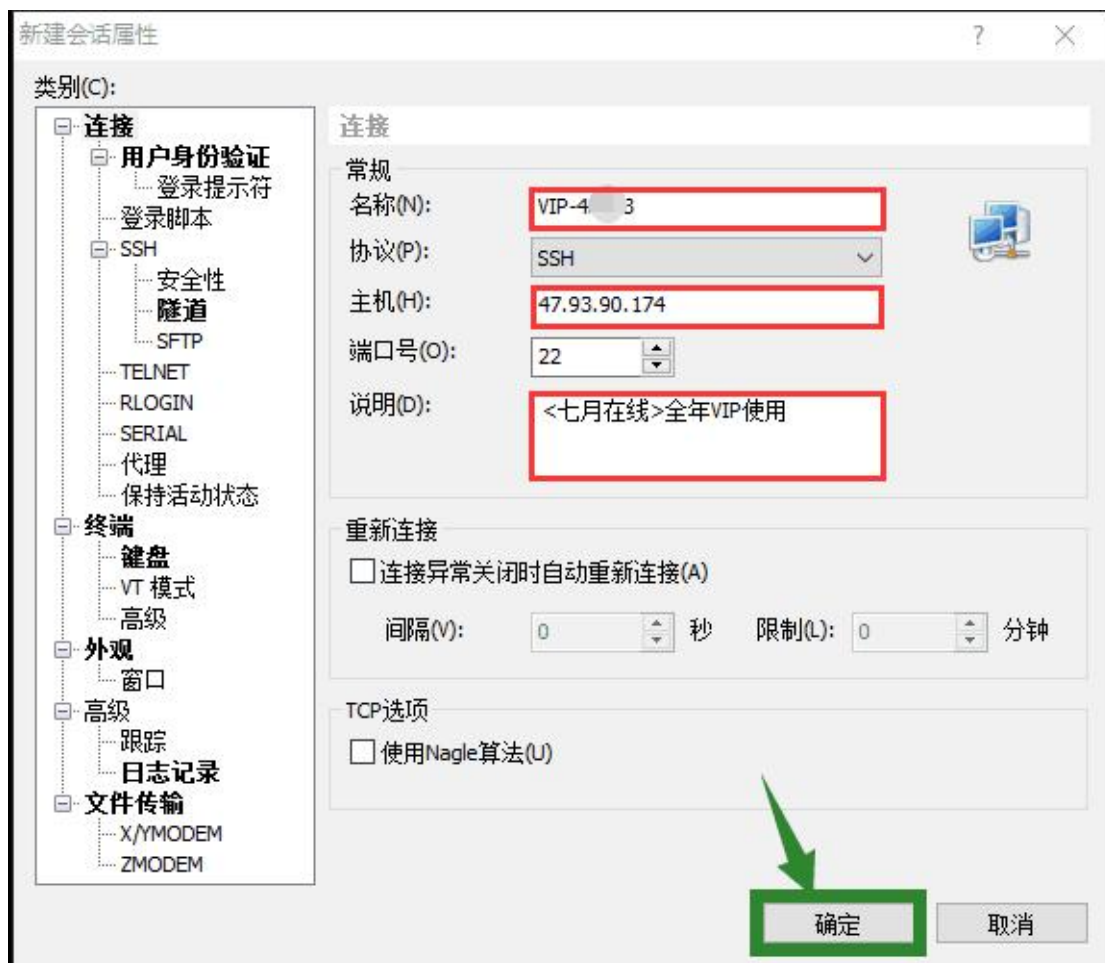 新建会话属性
类别(C):
连接
用户身份验证
登录提示符
登录脚本
SSH
安全性
隧道
SFTP
TELNET
RLOGIN
SERIAL
代理
保持活动状态
终端
键盘
VT 模式
高级
外观
窗口
高级
跟踪
日志记录
文件传输
X/YMODEM
ZMODEM
连接
常规
名称(N): VIP-4 3
协议(P): SSH
主机(H): 47.93.90.174
端口号(O): 22
说明(D): <七月在线>全年VIP使用
重新连接
连接异常关闭时自动重新连接(A)
间隔(V): 0 秒 限制(L): 0 分钟
TCP选项
使用Nagle算法(U)
确定 取消